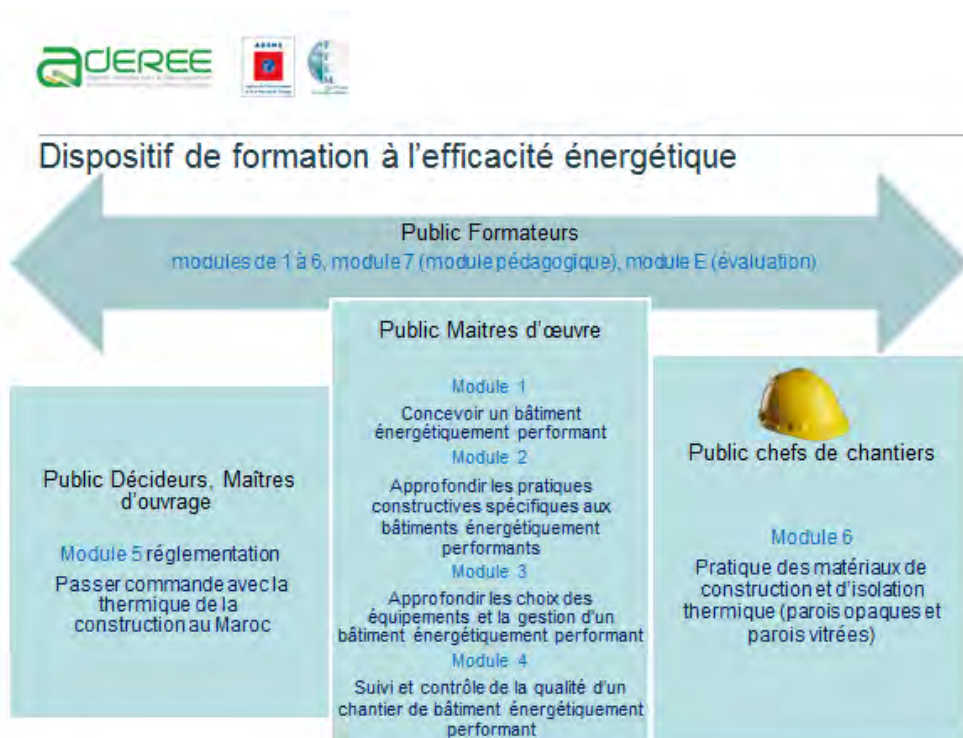 aDEREE
ADEME
Dispositif de formation à l'efficacité énergétique
Public Formateurs
modules de 1 à 6, module 7 (module pédagogique), module E (évaluation)
Public Décideurs, Maîtres
d'ouvrage
Module 5 réglementation
Passer commande avec la
thermique de la
construction au Maroc
Public Maitres d'œuvre
Module 1
Concevoir un bâtiment
énergétiquement performant
Module 2
Approfondir les pratiques
constructives spécifiques aux
bâtiments énergétiquement
performants
Module 3
Approfondir les choix des
équipements et la gestion d'un
bâtiment énergétiquement performant
Module 4
Suivi et contrôle de la qualité d'un
chantier de bâtiment énergétiquement
performant
Public chefs de chantiers
Module 6
Pratique des matériaux de
construction et d'isolation
thermique (parois opaques et
parois vitrées)